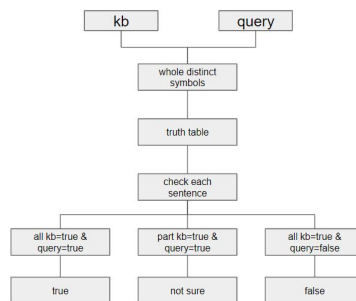 kb
query
whole distinct
symbols
truth table
check each
sentence
all kb=true &
query=true
part kb=true &
query=true
all kb=true &
query=false
true
not sure
false